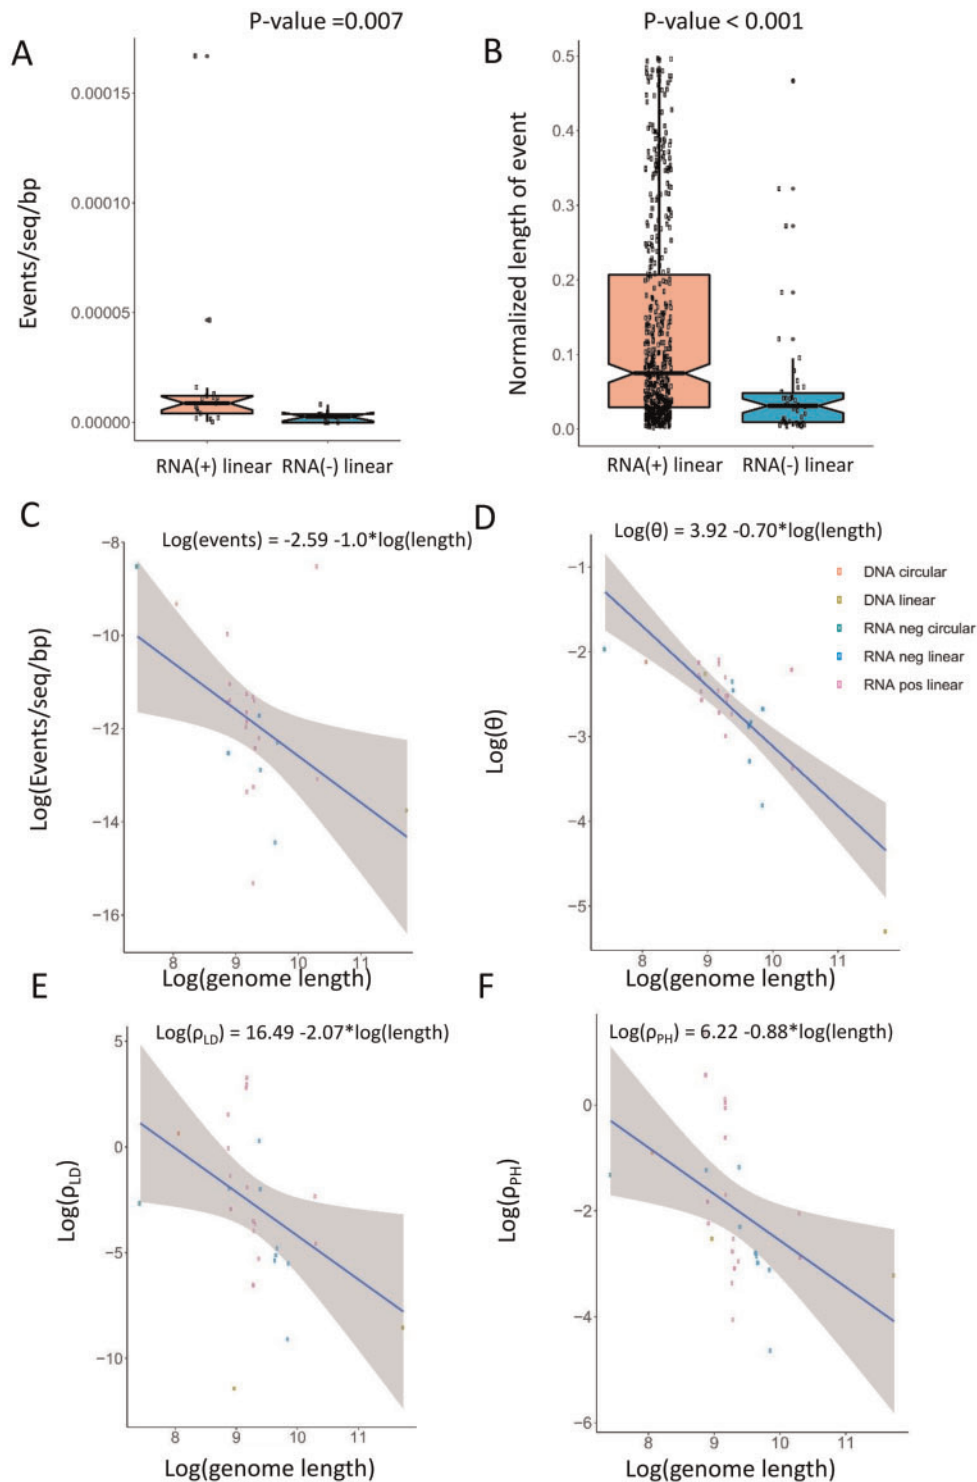 P-value =0.007
A
Events/seq/bp
0.00015
0.00010
0.00005
0.00000
RNA(+) linear RNA(-) linear
P-value < 0.001
B
Normalized length of event
0.5
0.4
0.3
0.2
0.1
0.0
RNA(+) linear RNA(-) linear
C
Log(events) = -2.59 -1.0*log(length)
Log(Events/seq/bp)
−8
−10
−12
−14
−16
8 9 10 11
Log(genome length)
D
Log(θ) = 3.92 -0.70*log(length)
Log(θ)
−1
−2
−3
−4
−5
DNA circular
DNA linear
RNA neg circular
RNA neg linear
RNA pos linear
8 9 10 11
Log(genome length)
E
Log(ρLD) = 16.49 -2.07*log(length)
Log(ρLD)
5
0
−5
−10
8 9 10 11
Log(genome length)
F
Log(ρPH) = 6.22 -0.88*log(length)
Log(ρPH)
0
−2
−4
−6
8 9 10 11
Log(genome length)